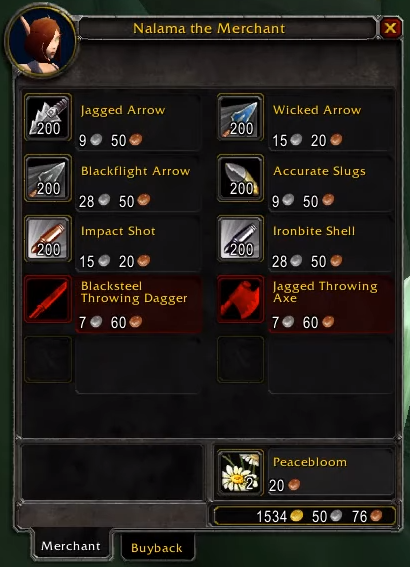 Nalama the Merchant
200 Jagged Arrow
9 50
200 Wicked Arrow
15 20
200 Blackflight Arrow
28 50
200 Accurate Slugs
9 50
200 Impact Shot
15 20
200 Ironbite Shell
28 50
Blacksteel
Throwing Dagger
7 60
Jagged Throwing
Axe
7 60
2 Peacebloom
20
1534 50 76
Merchant
Buyback